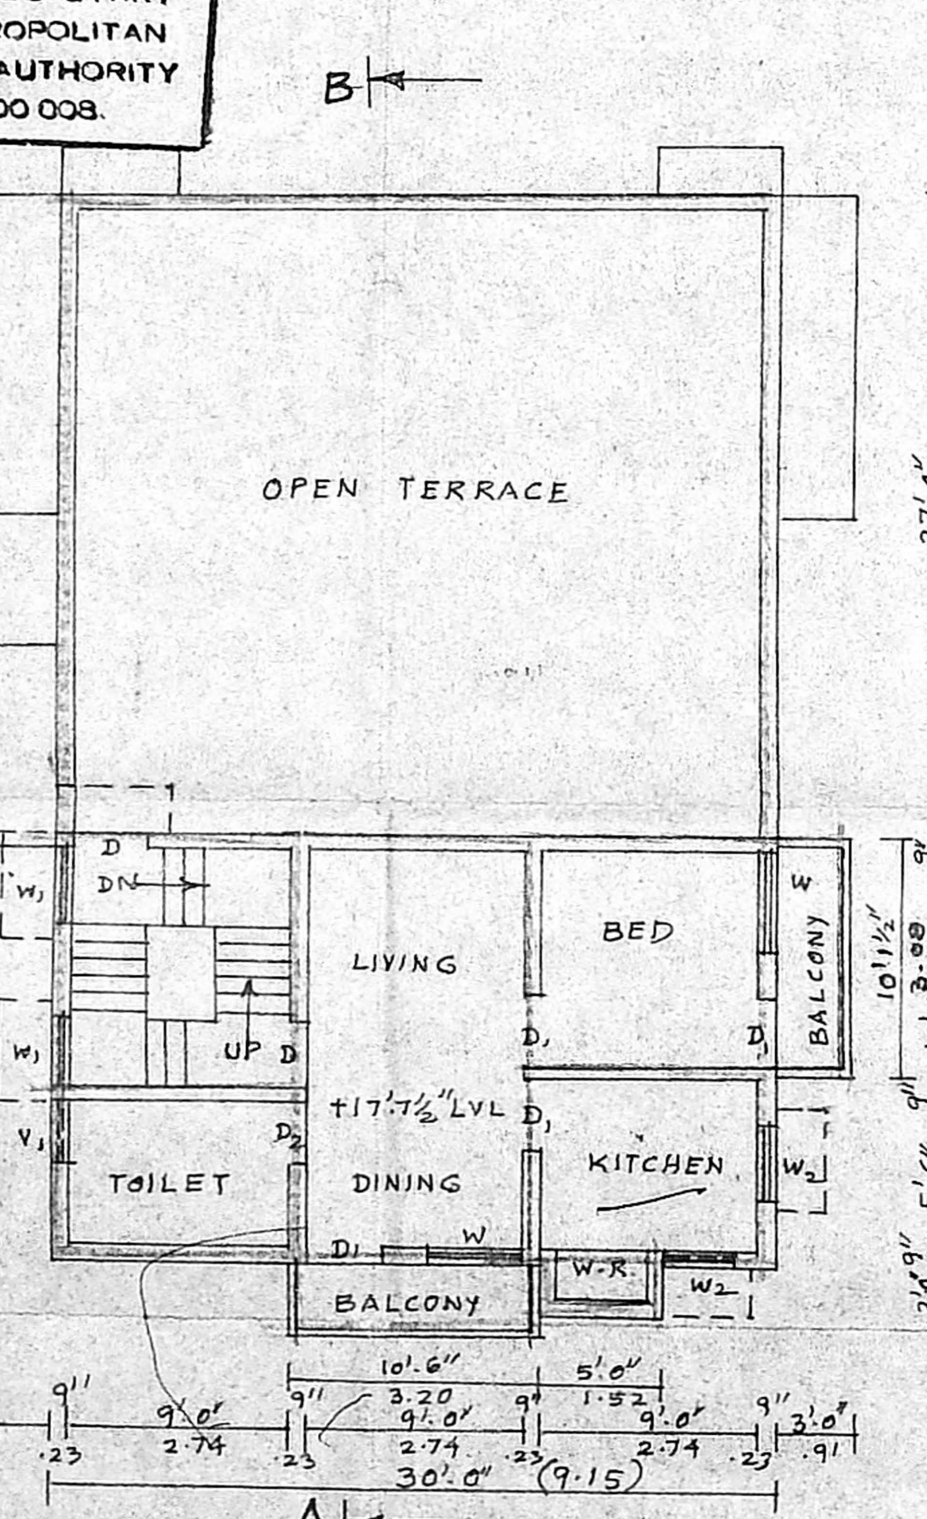 ROPOLITAN
AUTHORITY
00 008.
B
OPEN TERRACE
D
W1
DN
W
BED
LIVING
BALCONY
10'1½"
3.08
9"
W1
UP
D
D1
D1
+17'.7½" LVL
D1
9"
V1
D2
KITCHEN
W2
TOILET
DINING
D1
W
W.R.
W2
BALCONY
10'.6"
5'.0"
3.20
1.52
9"
9'.0"
9"
9'.0"
9"
9'.0"
9"
3'.0"
.23
2.74
.23
2.74
.23
2.74
.23
.91
30'.0" (9.15)